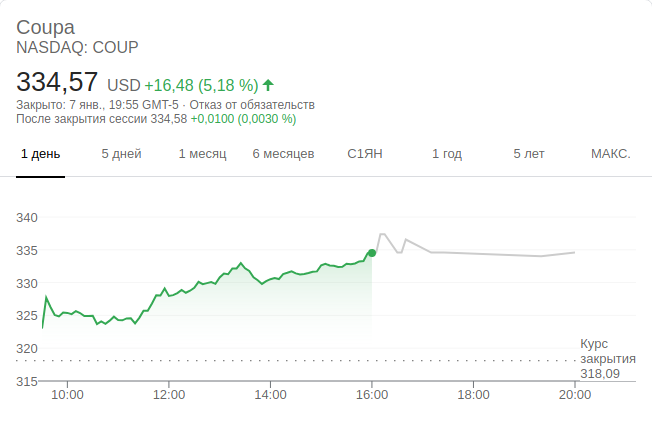 Coupa
NASDAQ: COUP
334,57 USD +16,48 (5,18 %)
Закрыто: 7 янв., 19:55 GMT-5 · Отказ от обязательств
После закрытия сессии 334,58 +0,0100 (0,0030 %)
1 день 5 дней 1 месяц 6 месяцев С1ЯН 1 год 5 лет МАКС.
340
335
330
325
320
Курс
закрытия
318,09
315
10:00 12:00 14:00 16:00 18:00 20:00